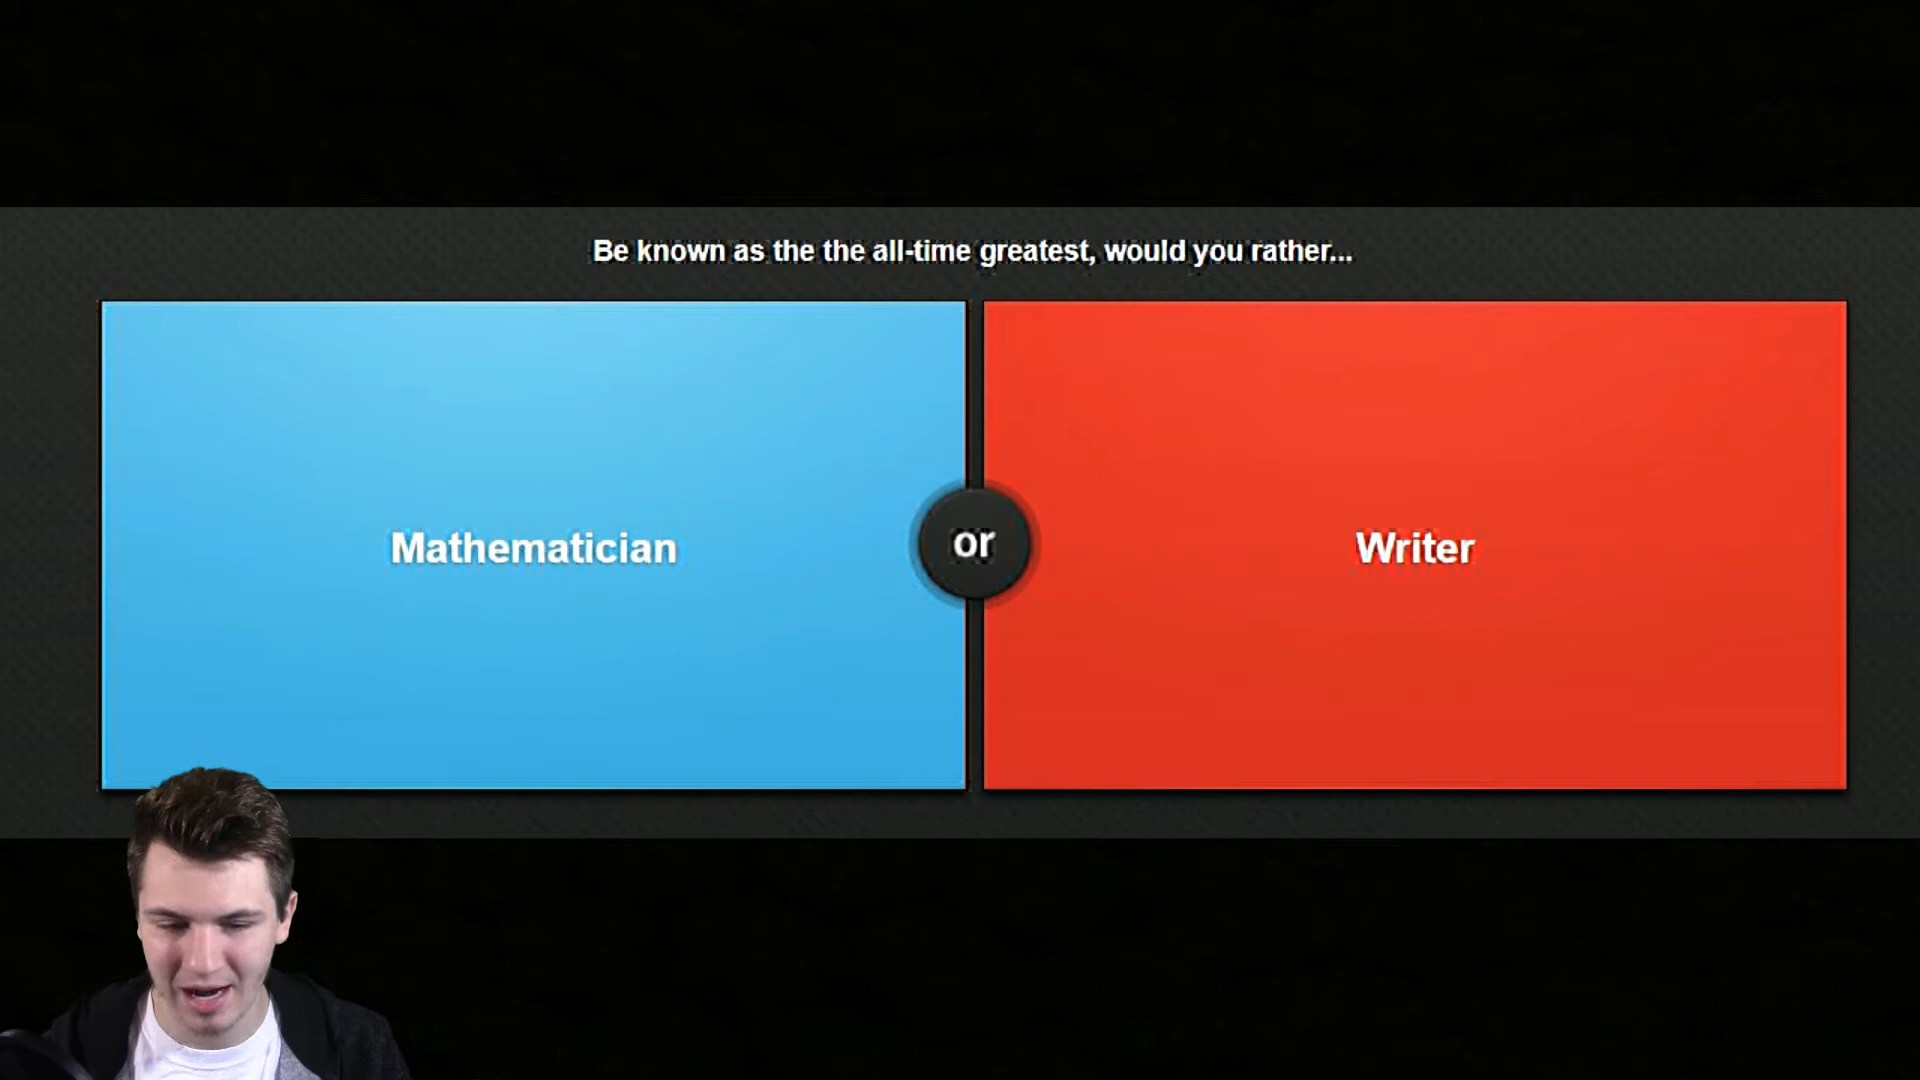 Be known as the the all-time greatest, would you rather...
Mathematician
or
Writer